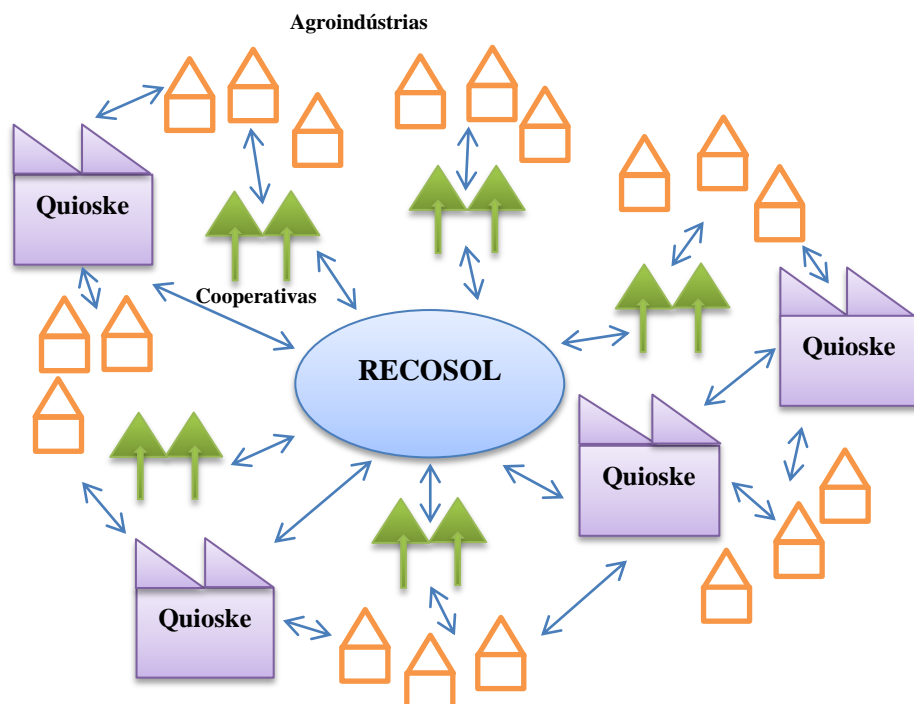 Agroindústrias
Quioske
Cooperativas
RECOSOL
Quioske
Quioske
Quioske